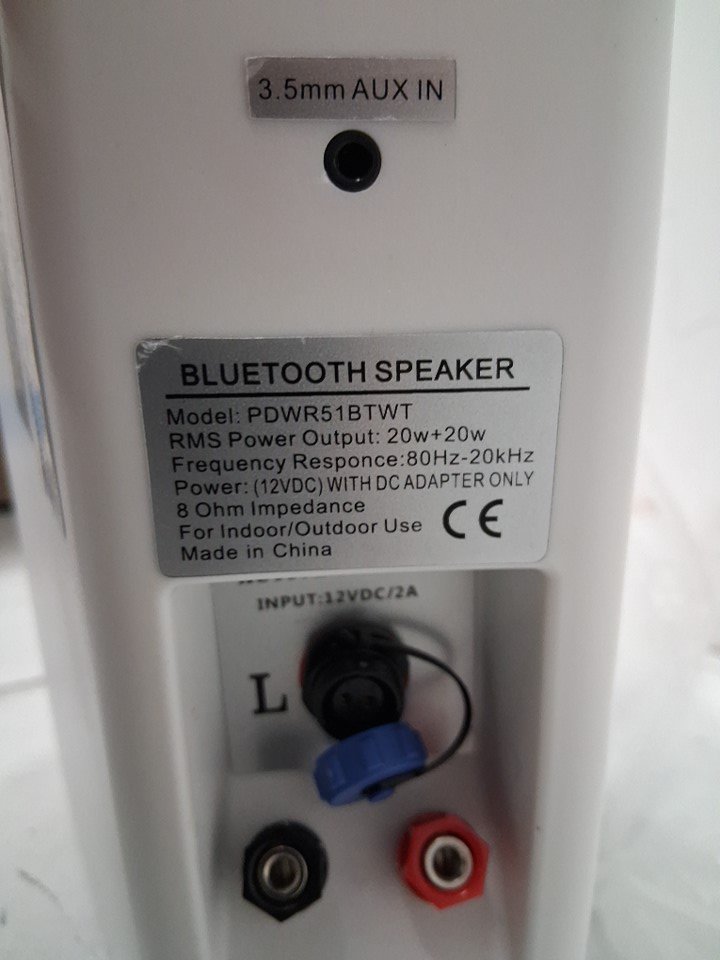 3.5mm AUX IN
BLUETOOTH SPEAKER
Model: PDWR51BTWT
RMS Power Output: 20w+20w
Frequency Responce:80Hz-20kHz
Power: (12VDC) WITH DC ADAPTER ONLY
8 Ohm Impedance
For Indoor/Outdoor Use
CE
Made in China
INPUT:12VDC/2A
L